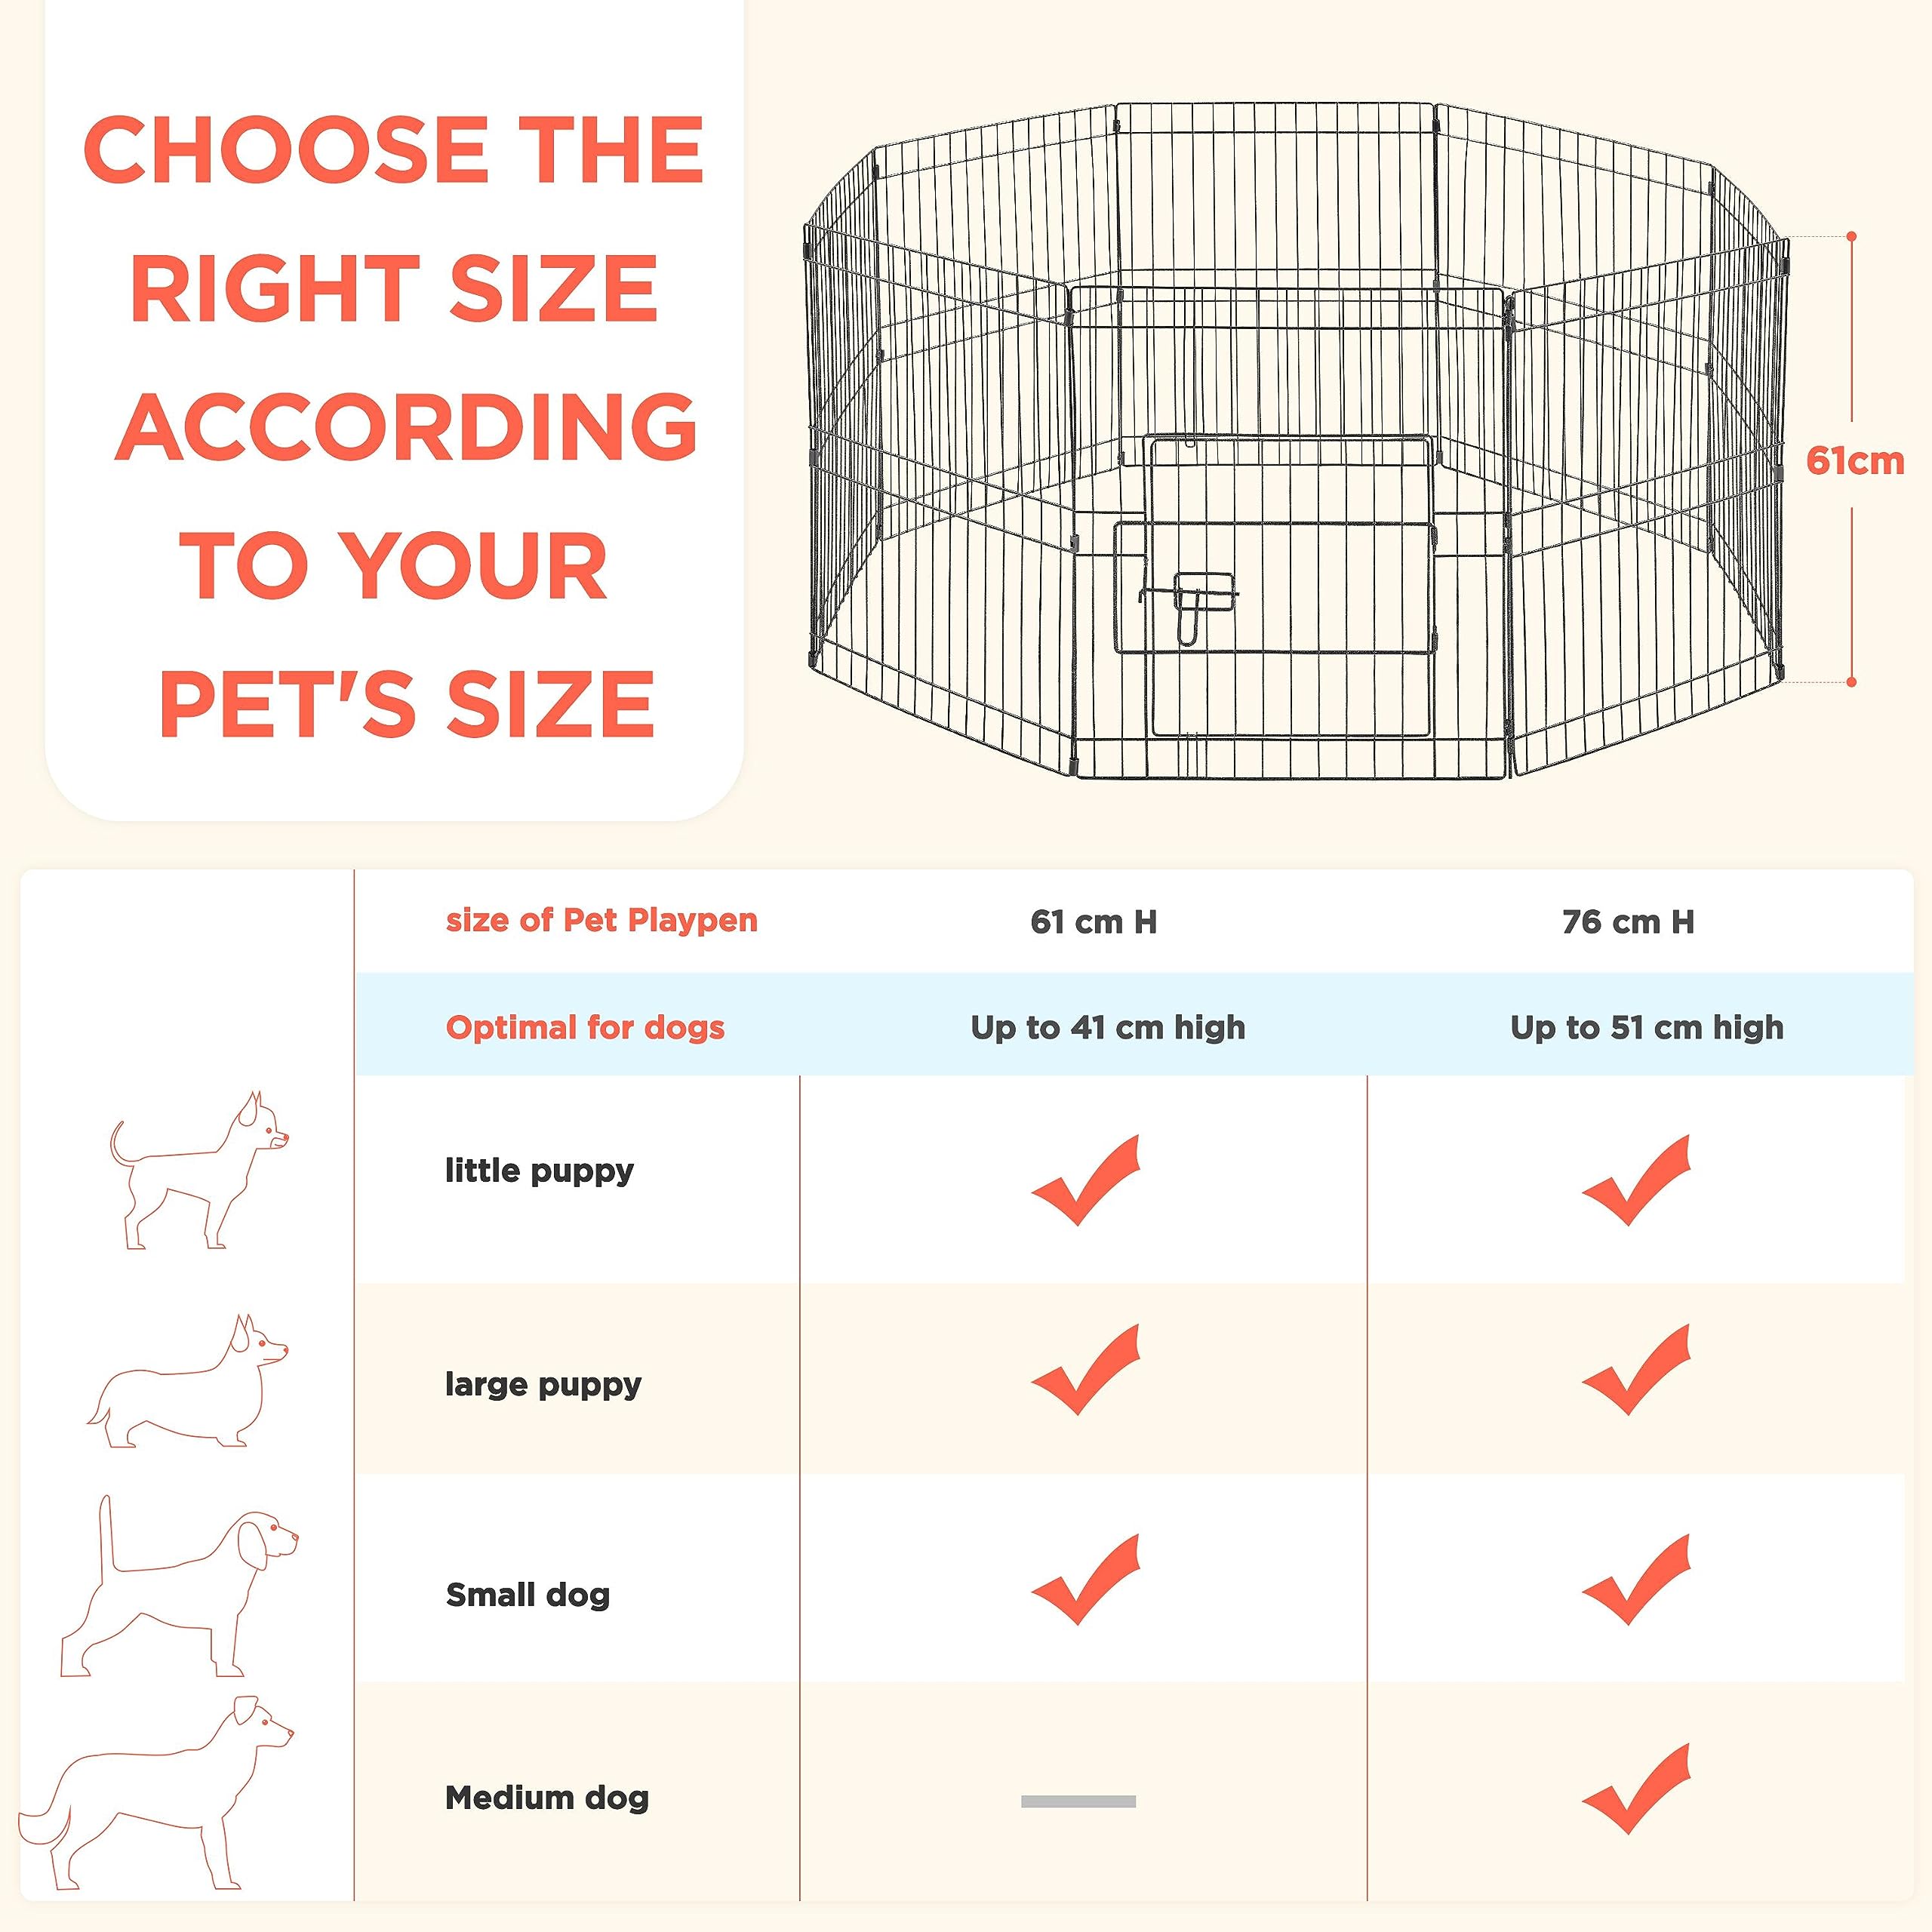 CHOOSE THE
RIGHT SIZE
ACCORDING
TO YOUR
PET'S SIZE
61cm
size of Pet Playpen 61 cm H 76 cm H
Optimal for dogs Up to 41 cm high Up to 51 cm high
little puppy
large puppy
Small dog
Medium dog